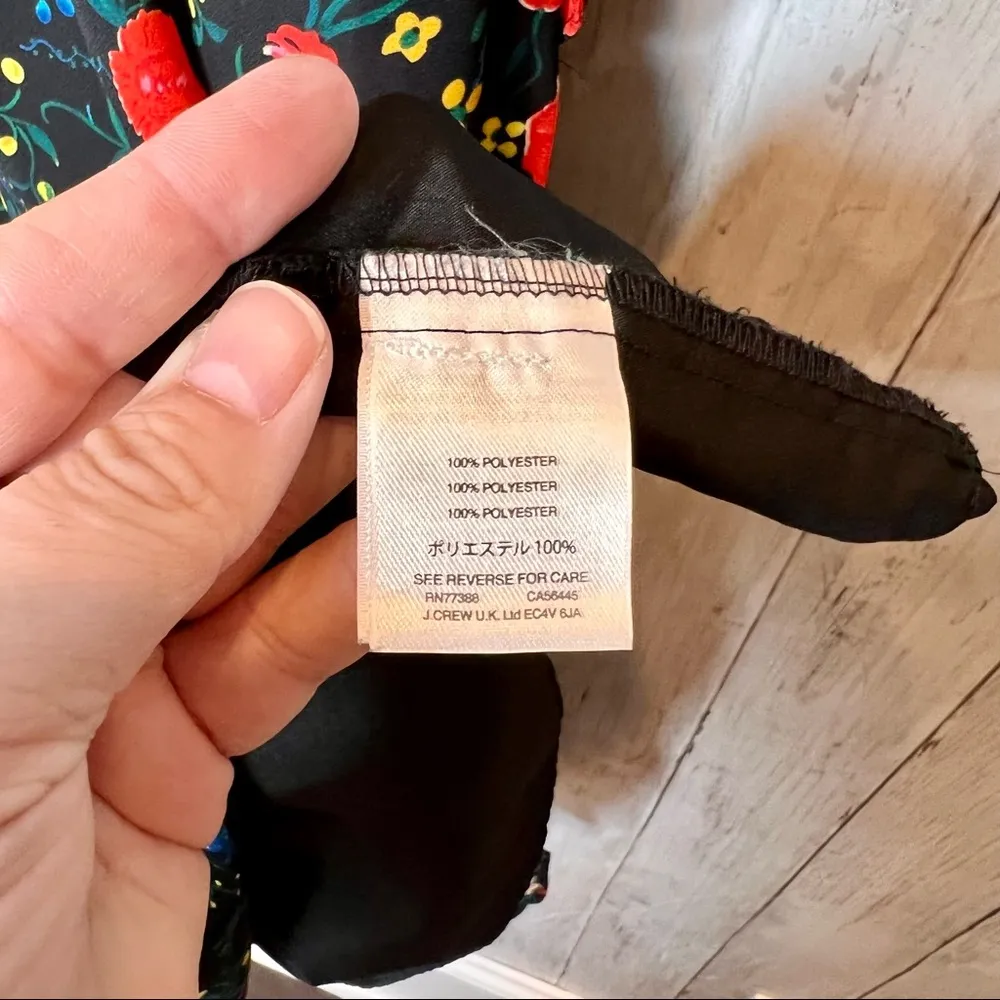 100% POLYESTER
100% POLYESTER
100% POLYESTER
ポリエステル 100%
SEE REVERSE FOR CARE
RN77388 CA56445
J.CREW U.K. Ltd EC4V 6JA